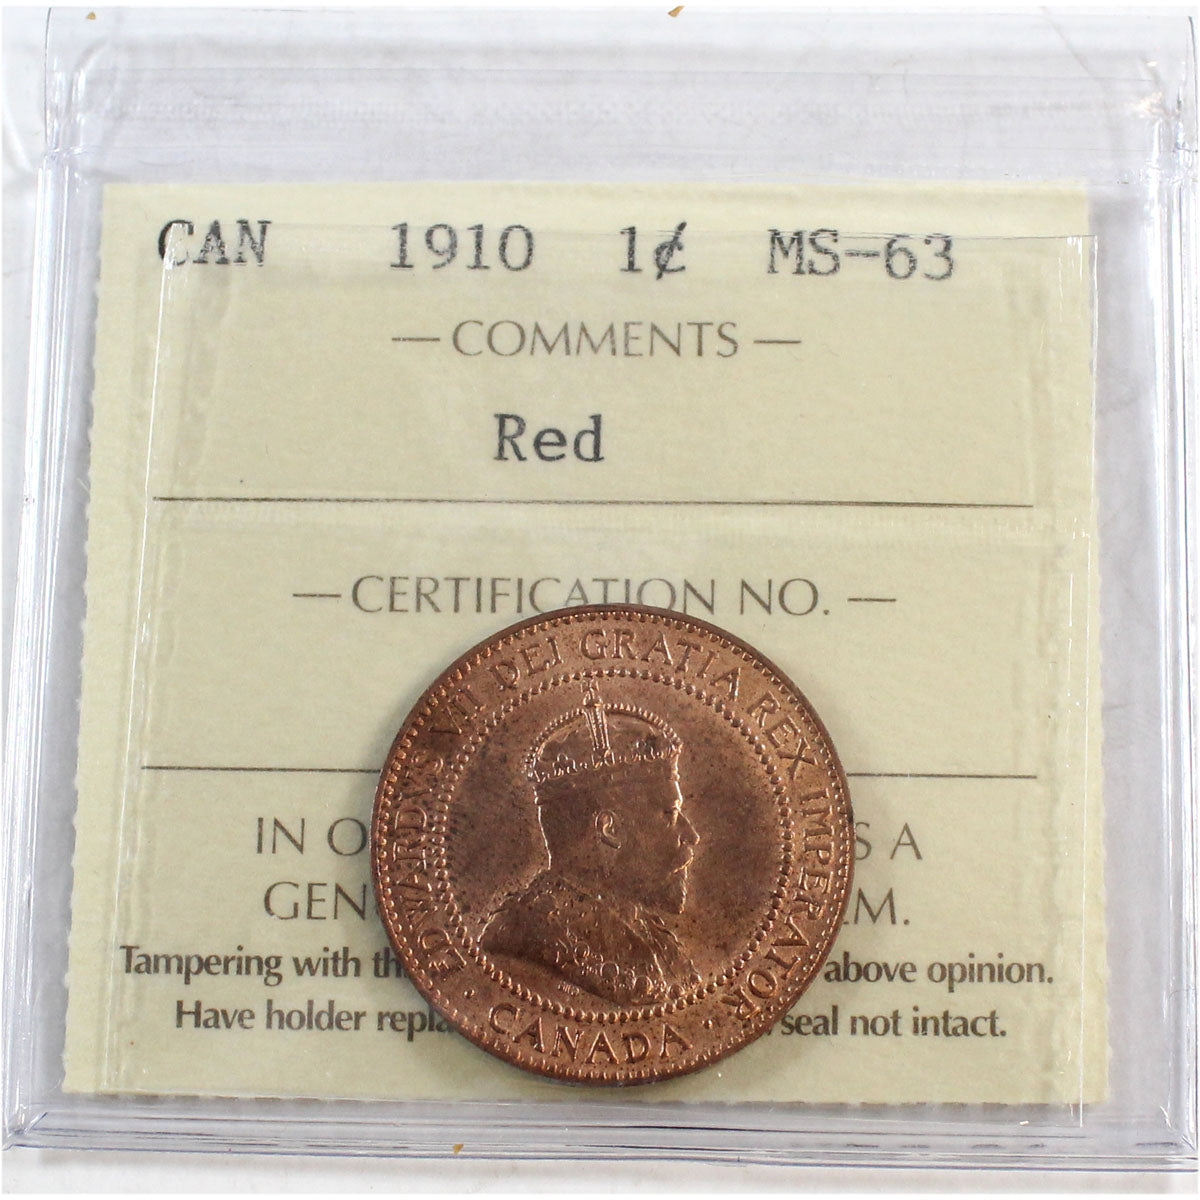 CAN 1910 1¢ MS-63
— COMMENTS —
Red
— CERTIFICATION NO. —
EDWARDVS VII DEI GRATIA REX IMPERATOR
· CANADA ·
IN O S A
GEN EM.
Tampering with th above opinion.
Have holder repla seal not intact.